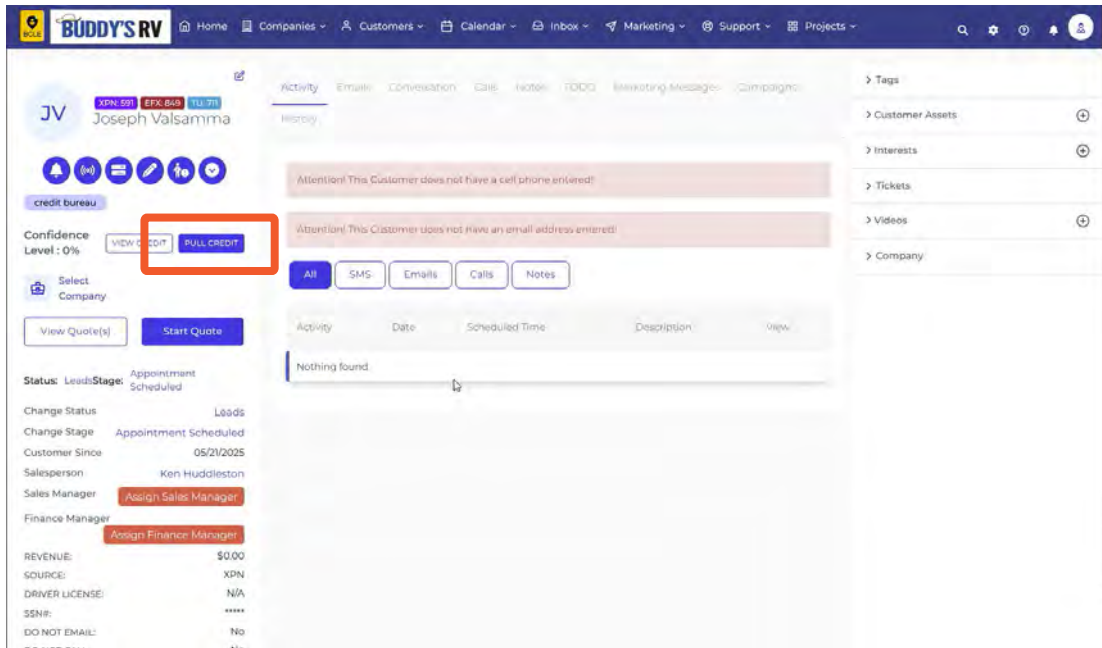 BCLE
BUDDY'S RV
Home Companies Customers Calendar Inbox Marketing Support Projects
XPN: 591 EFX: 849 TU: 711
JV
Joseph Valsamma
credit bureau
Confidence
Level : 0%
VIEW CREDIT
PULL CREDIT
Select
Company
View Quote(s)
Start Quote
Status: Leads Stage: Appointment
Scheduled
Change Status Leads
Change Stage Appointment Scheduled
Customer Since 05/21/2025
Salesperson Ken Huddleston
Sales Manager Assign Sales Manager
Finance Manager
Assign Finance Manager
REVENUE: $0.00
SOURCE: XPN
DRIVER LICENSE: N/A
SSN#: *****
DO NOT EMAIL: No
Activity Emails Conversation Calls Notes TODO Marketing Messages Campaigns
History
Attention! This Customer does not have a cell phone entered!
Attention! This Customer does not have an email address entered!
All SMS Emails Calls Notes
Activity Date Scheduled Time Description View
Nothing found
Tags
Customer Assets
Interests
Tickets
Videos
Company